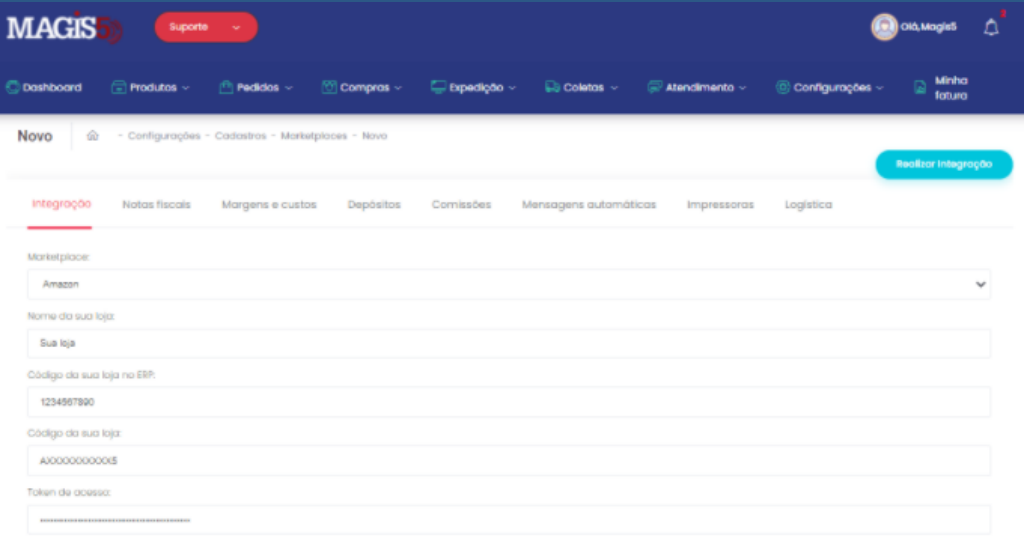 MAGIS5
Suporte
Olá, Magis5
Dashboard
Produtos
Pedidos
Compras
Expedição
Coletas
Atendimento
Configurações
Minha
fatura
Novo
- Configurações - Cadastros - Marketplaces - Novo
Realizar Integração
Integração
Notas fiscais
Margens e custos
Depósitos
Comissões
Mensagens automáticas
Impressoras
Logística
Marketplace:
Amazon
Nome da sua loja:
Sua loja
Código da sua loja no ERP:
1234567890
Código da sua loja:
Token de acesso: